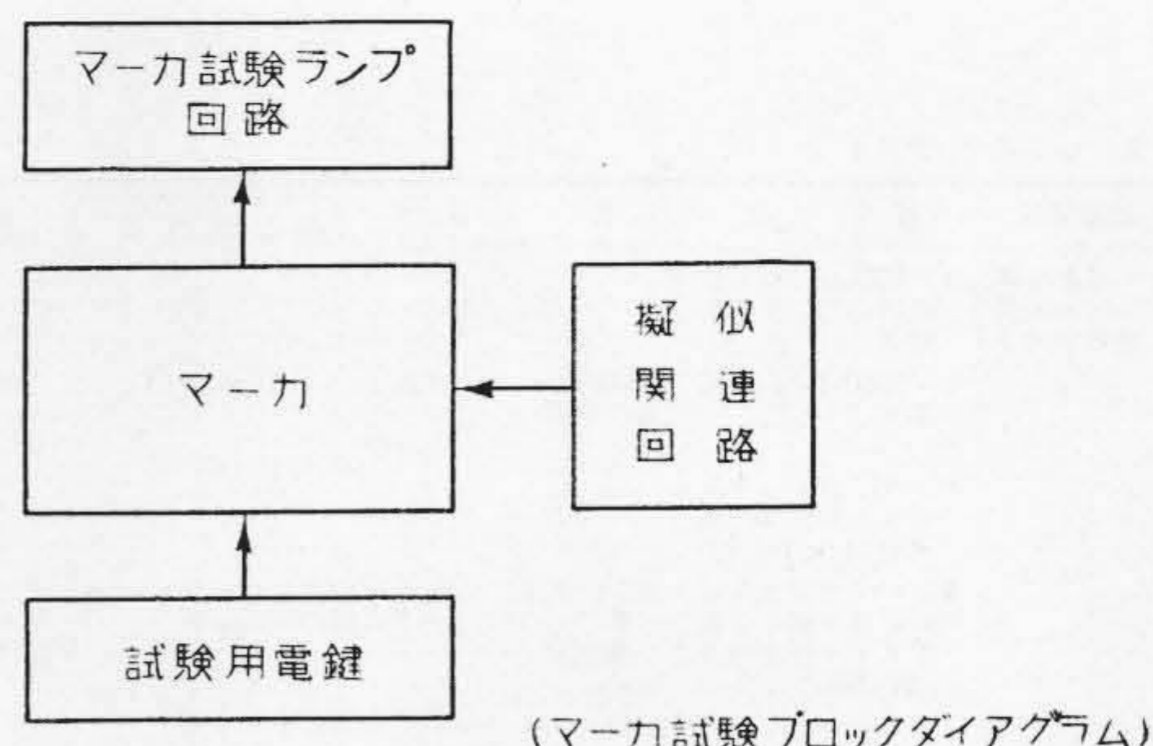 マーカ試験ランプ
回路
マーカ
擬似
関連
回路
試験用電鍵
(マーカ試験ブロックダイアグラム)